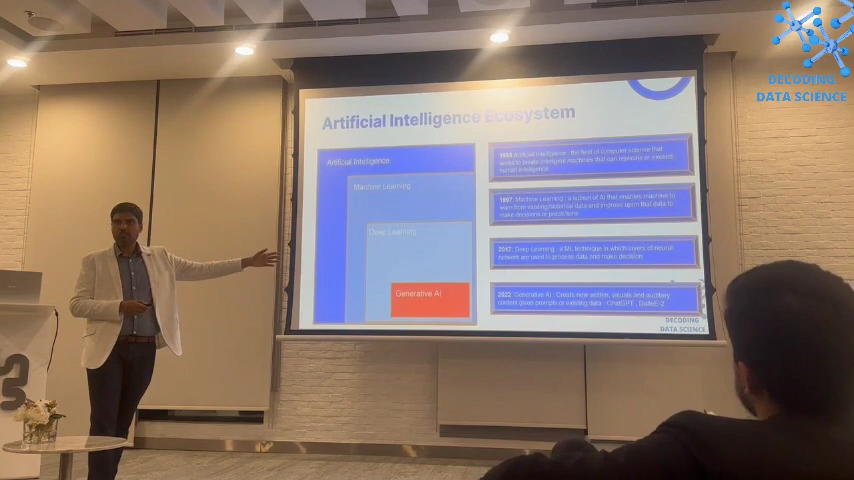 DECODING
DATA SCIENCE
Artificial Intelligence Ecosystem
Artificial Intelligence
Machine Learning
Deep Learning
Generative AI
Artificial Intelligence : the field of computer science that
seeks to create intelligent machines that can replicate or exceed
human intelligence
1997 Machine Learning : a subset of AI that enables machine to
learn from existing/historical data and improve upon that data to
make decisions or predictions
2017 Deep Learning : a ML technique in which layers of neural
network are used to process data and make decision
2022 Generative AI : Create new written, visuals and auditory
content given prompts or existing data - ChatGPT , DallE-2
DECODING
DATA SCIENCE